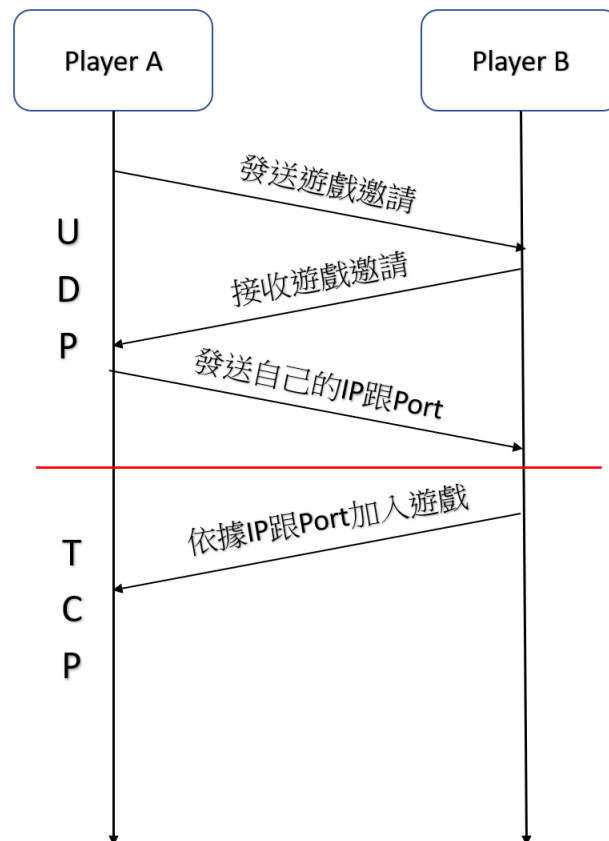 Player A
Player B
發送遊戲邀請
U
D
P
接收遊戲邀請
發送自己的IP跟Port
依據IP跟Port加入遊戲
T
C
P